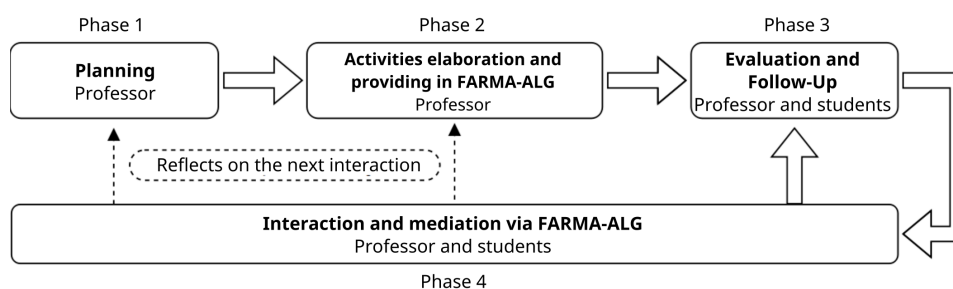 Phase 1
Phase 2
Phase 3
Planning
Professor
Activities elaboration and
providing in FARMA-ALG
Professor
Evaluation and
Follow-Up
Professor and students
Reflects on the next interaction
Interaction and mediation via FARMA-ALG
Professor and students
Phase 4